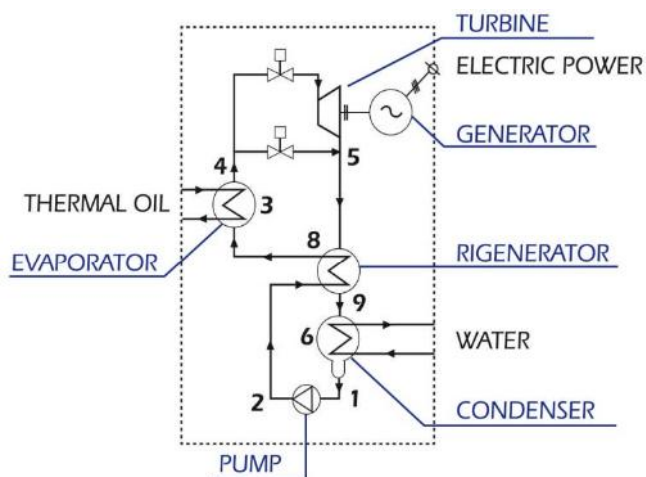 TURBINE
ELECTRIC POWER
GENERATOR
4
5
THERMAL OIL
3
EVAPORATOR
8
RIGENERATOR
9
6
WATER
2
1
CONDENSER
PUMP